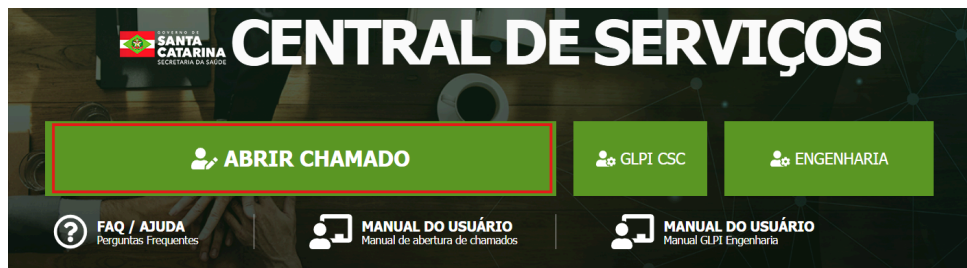 GOVERNO DE
SANTA
CATARINA
SECRETARIA DA SAÚDE
CENTRAL DE SERVIÇOS
ABRIR CHAMADO
GLPI CSC
ENGENHARIA
FAQ / AJUDA
Perguntas Frequentes
MANUAL DO USUÁRIO
Manual de abertura de chamados
MANUAL DO USUÁRIO
Manual GLPI Engenharia